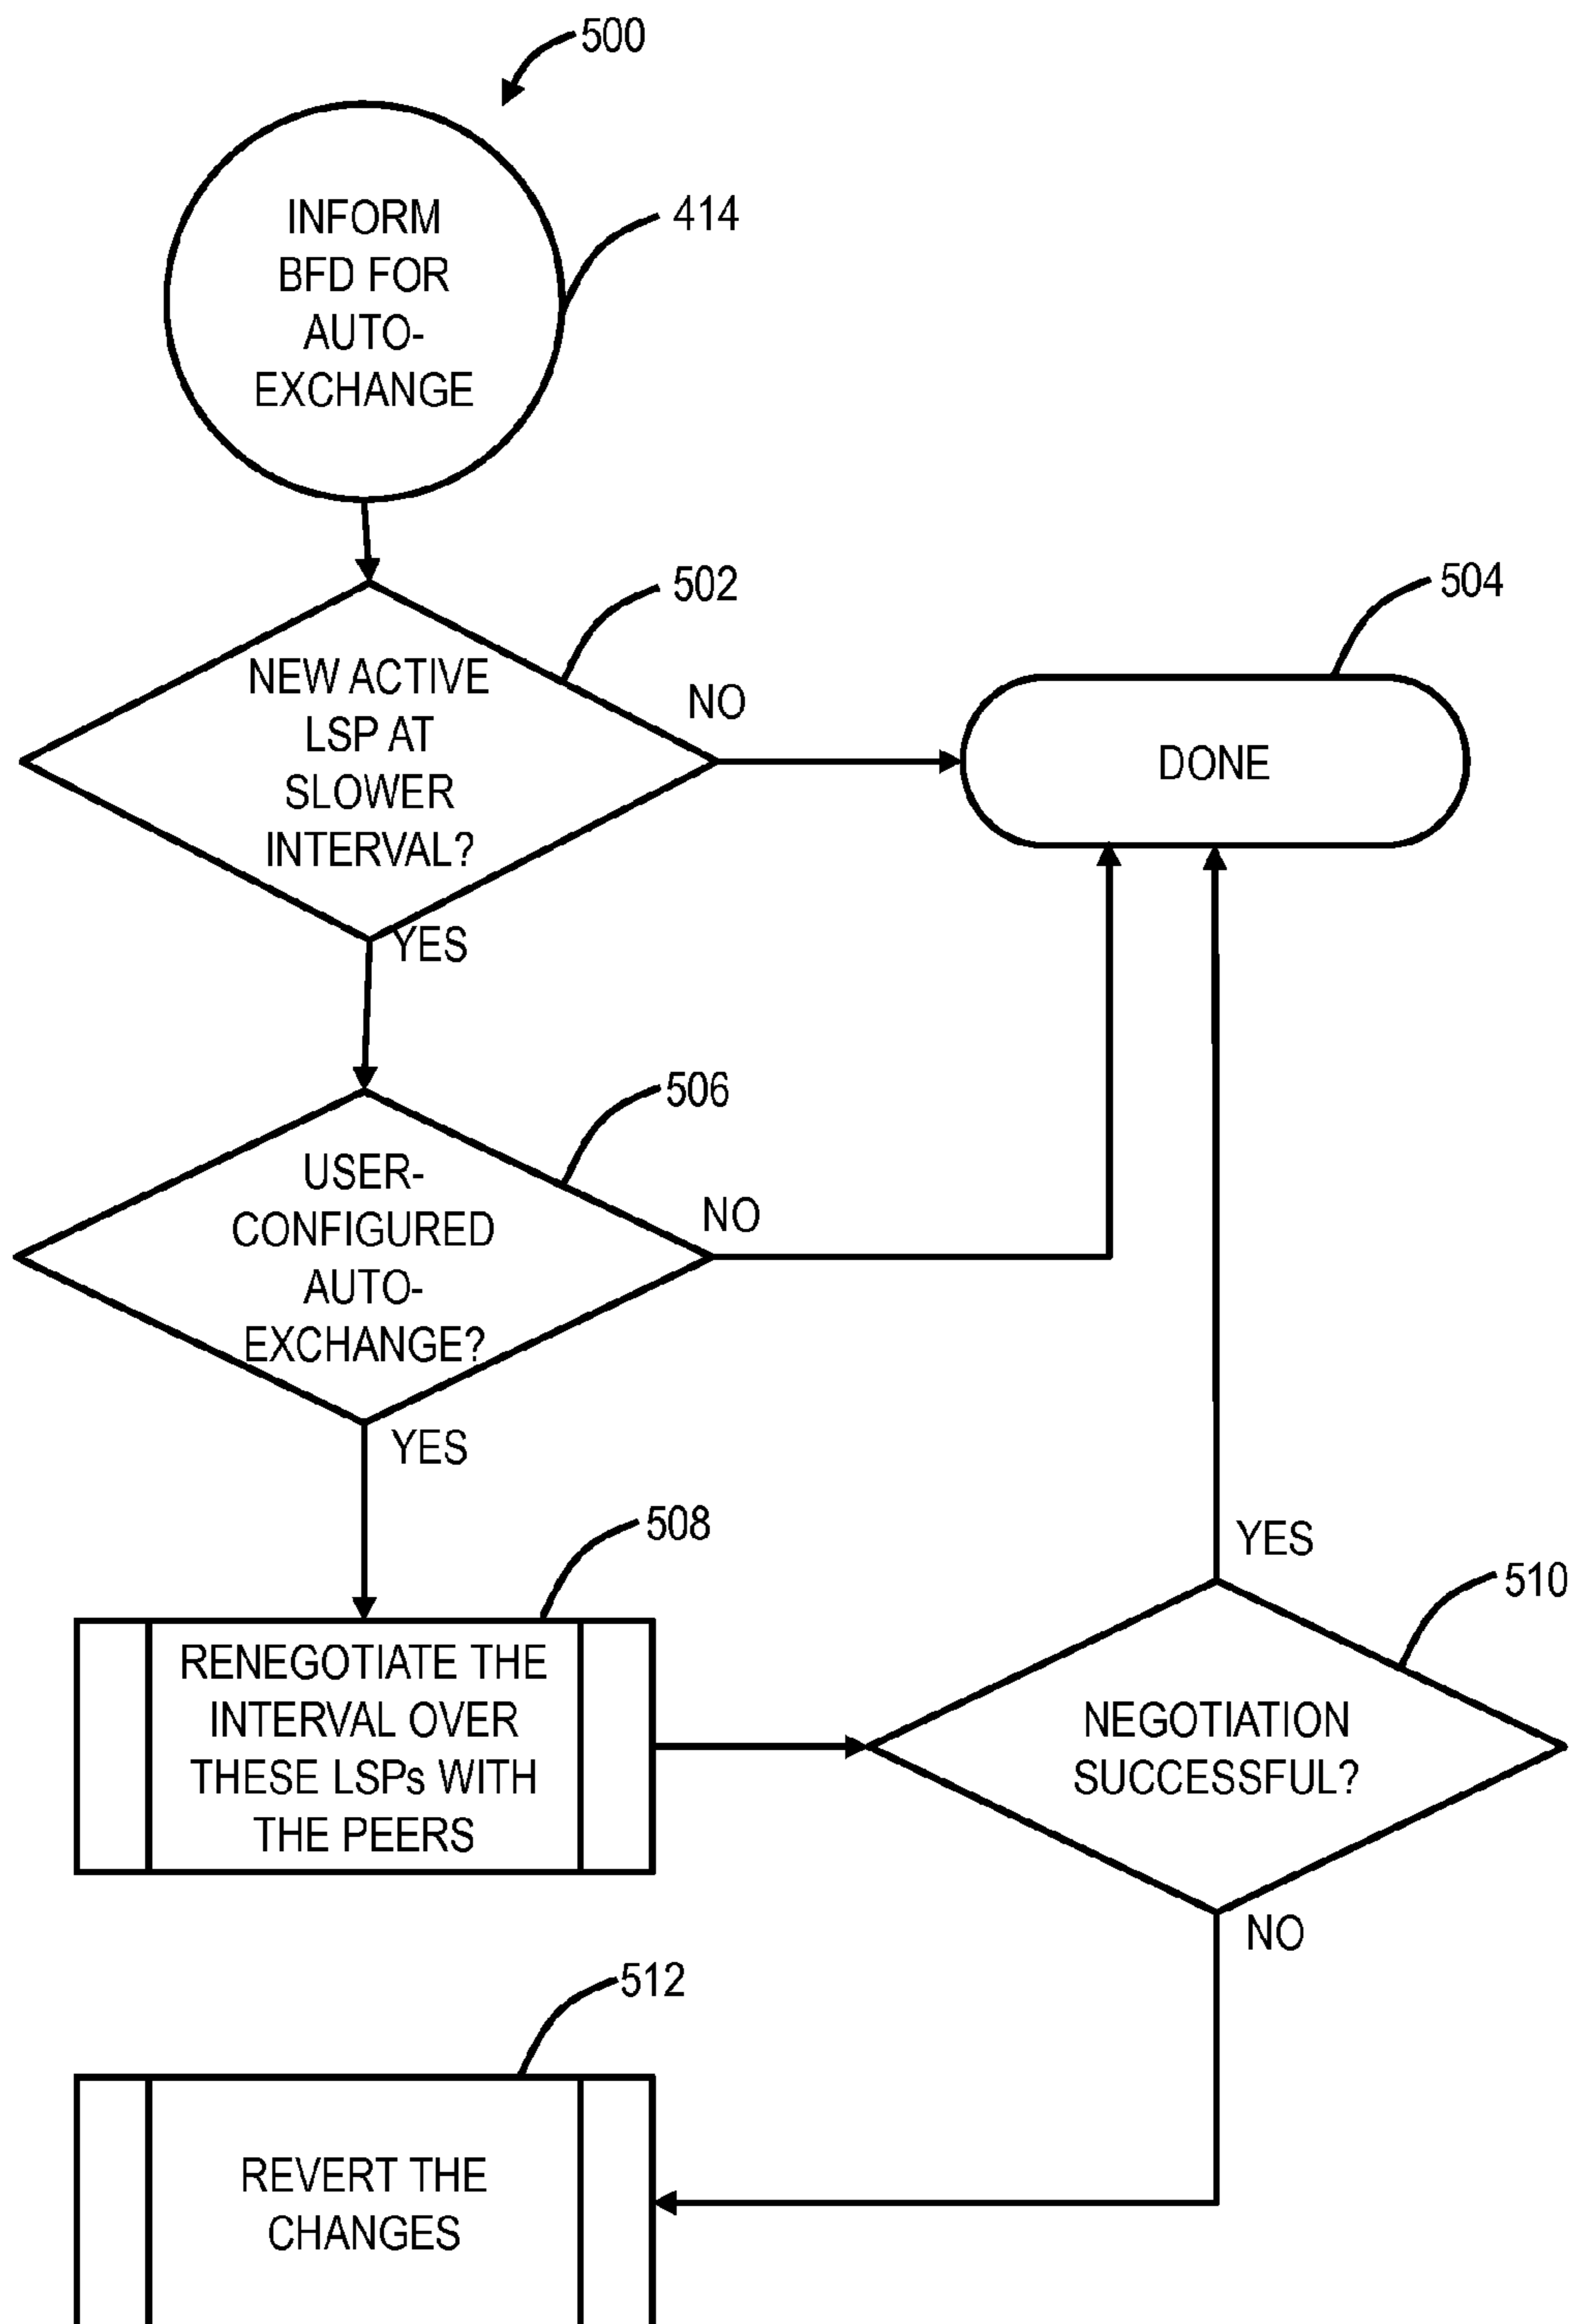 500
INFORM
BFD FOR
AUTO-
EXCHANGE
414
502
NEW ACTIVE
LSP AT
SLOWER
INTERVAL?
NO
504
DONE
YES
506
USER-
CONFIGURED
AUTO-
EXCHANGE?
NO
YES
508
RENEGOTIATE THE
INTERVAL OVER
THESE LSPs WITH
THE PEERS
YES
510
NEGOTIATION
SUCCESSFUL?
NO
512
REVERT THE
CHANGES